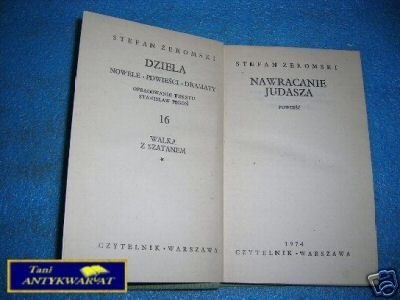 STEFAN ŻEROMSKI
DZIEŁA
NOWELE · POWIEŚCI · DRAMATY
OPRACOWANIE TEKSTU
STANISŁAW PIGOŃ
16
WALKA
Z SZATANEM
*
CZYTELNIK · WARSZAWA
STEFAN ŻEROMSKI
NAWRACANIE
JUDASZA
POWIEŚĆ
1974
CZYTELNIK · WARSZAWA
Tani
ANTYKWARYAT